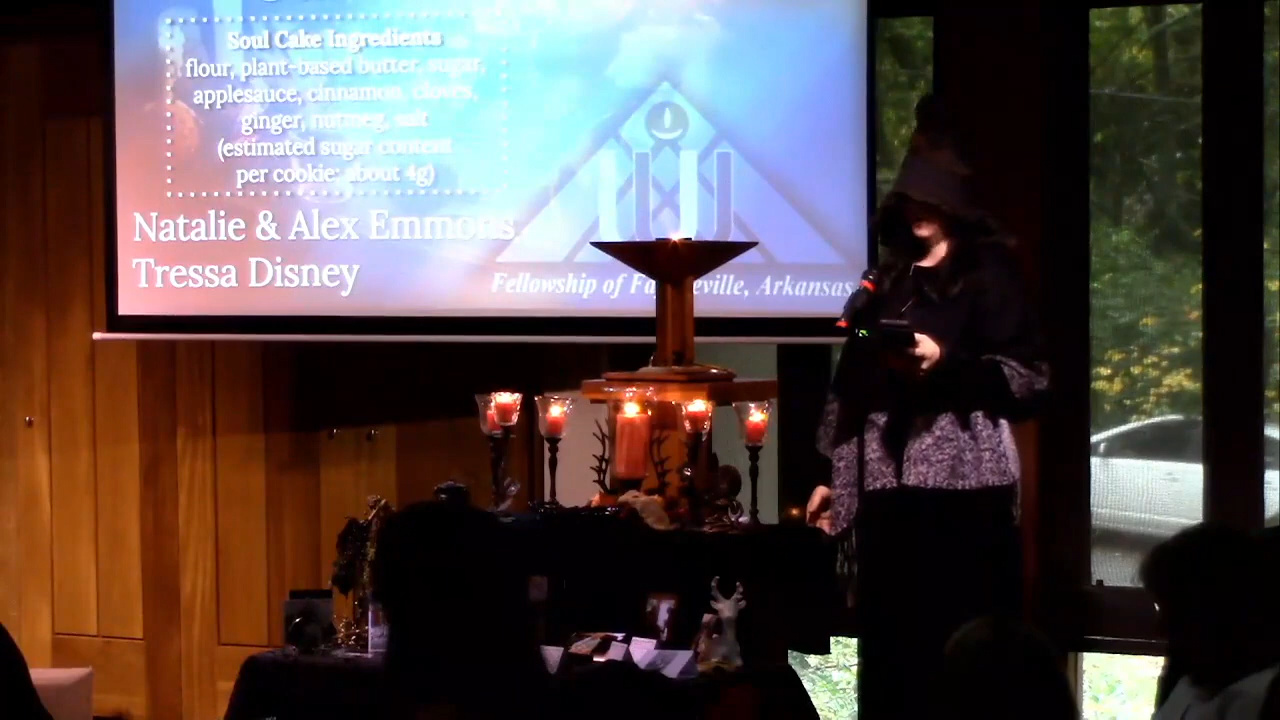 Soul Cake Ingredients
flour, plant-based butter, sugar,
applesauce, cinnamon, cloves,
ginger, nutmeg, salt
(estimated sugar content
per cookie: about 4g)
Natalie & Alex Emmons,
Tressa Disney
UU
Fellowship of Fayetteville, Arkansas